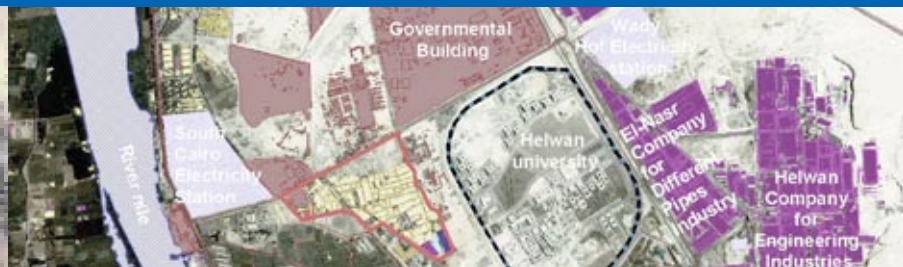 Governmental
Building
Wady
Hof Electricity
station
South
Cairo
Electricity
Station
River nile
Helwan
university
El-Nasr
Company
for
Different
Pipes
Industry
Helwan
Company
for
Engineering
Industries